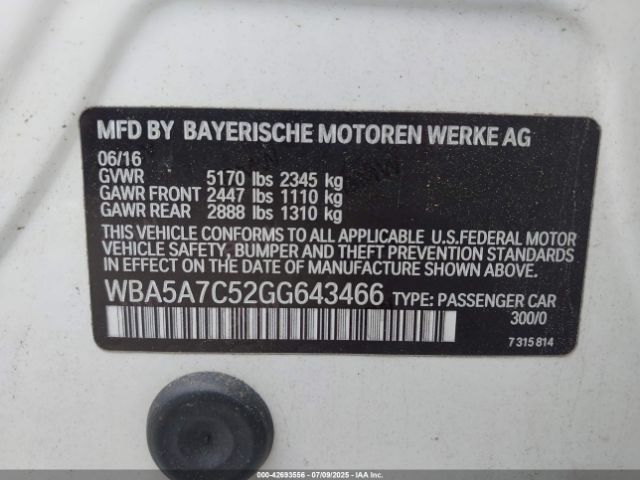 MFD BY BAYERISCHE MOTOREN WERKE AG
06/16
GVWR 5170 lbs 2345 kg
GAWR FRONT 2447 lbs 1110 kg
GAWR REAR 2888 lbs 1310 kg
THIS VEHICLE CONFORMS TO ALL APPLICABLE U.S.FEDERAL MOTOR
VEHICLE SAFETY, BUMPER AND THEFT PREVENTION STANDARDS
IN EFFECT ON THE DATE OF MANUFACTURE SHOWN ABOVE.
WBA5A7C52GG643466 TYPE: PASSENGER CAR
300/0
7 315 814
000-42693556 - 07/09/2025 - IAAI.COM